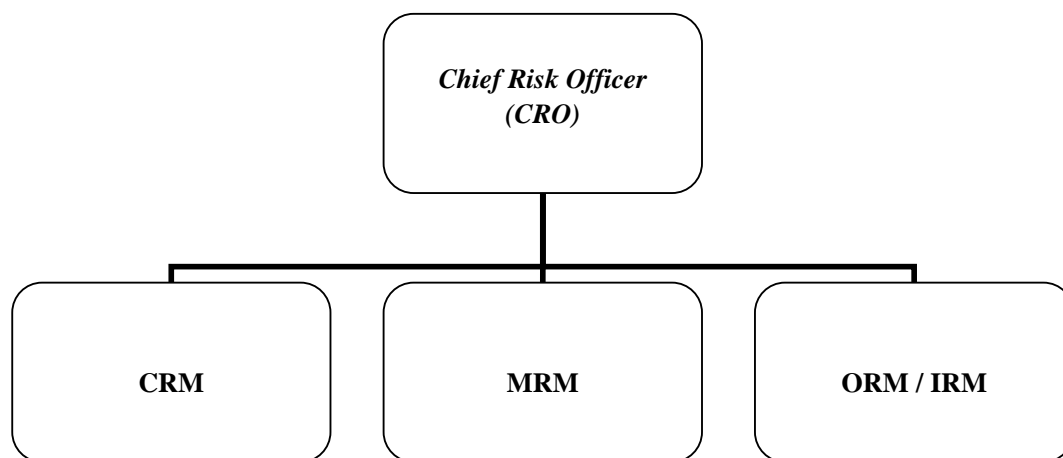 Chief Risk Officer
(CRO)
CRM
MRM
ORM / IRM